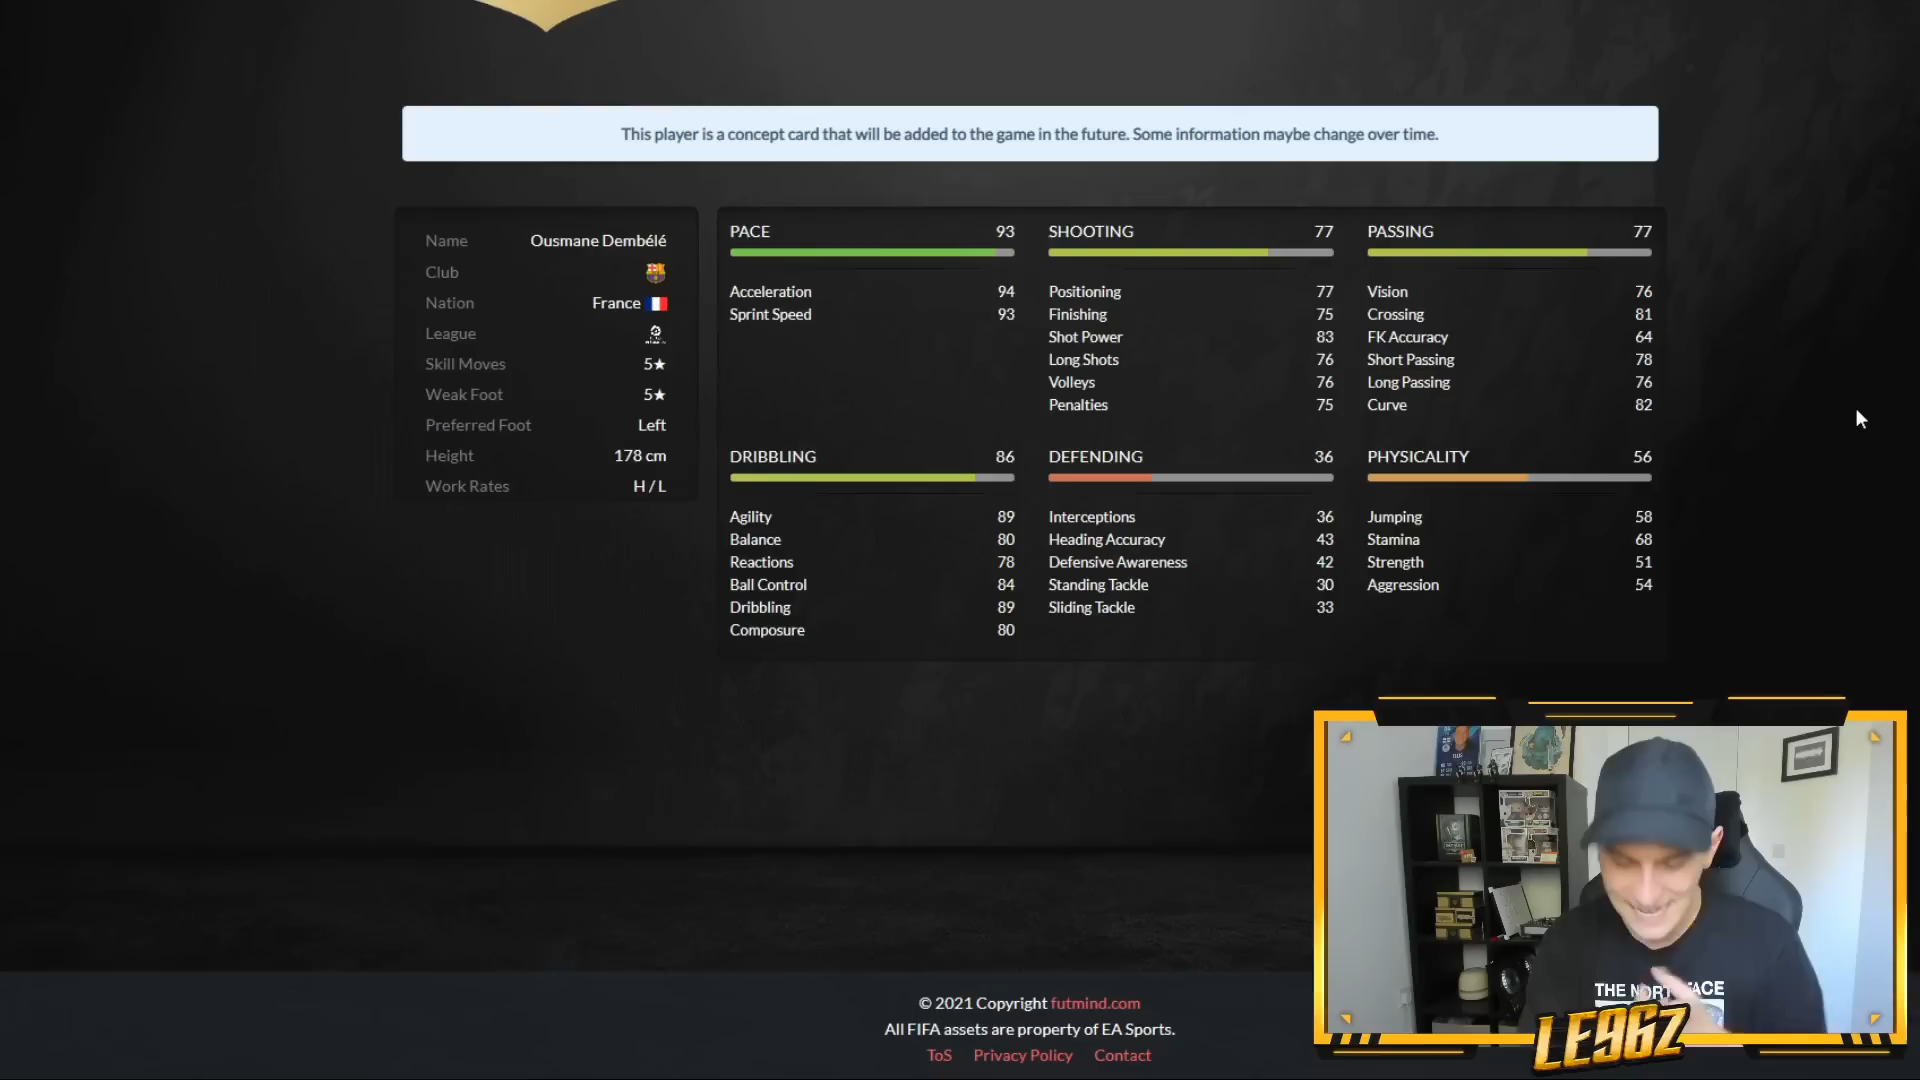 This player is a concept card that will be added to the game in the future. Some information maybe change over time.
Name Ousmane Dembélé
Club
Nation France
League
Skill Moves 5★
Weak Foot 5★
Preferred Foot Left
Height 178 cm
Work Rates H / L
PACE 93
Acceleration 94
Sprint Speed 93
SHOOTING 77
Positioning 77
Finishing 75
Shot Power 83
Long Shots 76
Volleys 76
Penalties 75
PASSING 77
Vision 76
Crossing 81
FK Accuracy 64
Short Passing 78
Long Passing 76
Curve 82
DRIBBLING 86
Agility 89
Balance 80
Reactions 78
Ball Control 84
Dribbling 89
Composure 80
DEFENDING 36
Interceptions 36
Heading Accuracy 43
Defensive Awareness 42
Standing Tackle 30
Sliding Tackle 33
PHYSICALITY 56
Jumping 58
Stamina 68
Strength 51
Aggression 54
© 2021 Copyright futmind.com
All FIFA assets are property of EA Sports.
ToS Privacy Policy Contact
THE NORTH FACE
LE96Z